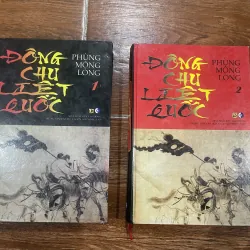 ĐÔNG
CHU
LIỆT
QUỐC
PHÙNG
MỘNG
LONG
1
ĐÔNG
CHU
LIỆT
QUỐC
PHÙNG
MỘNG
LONG
2